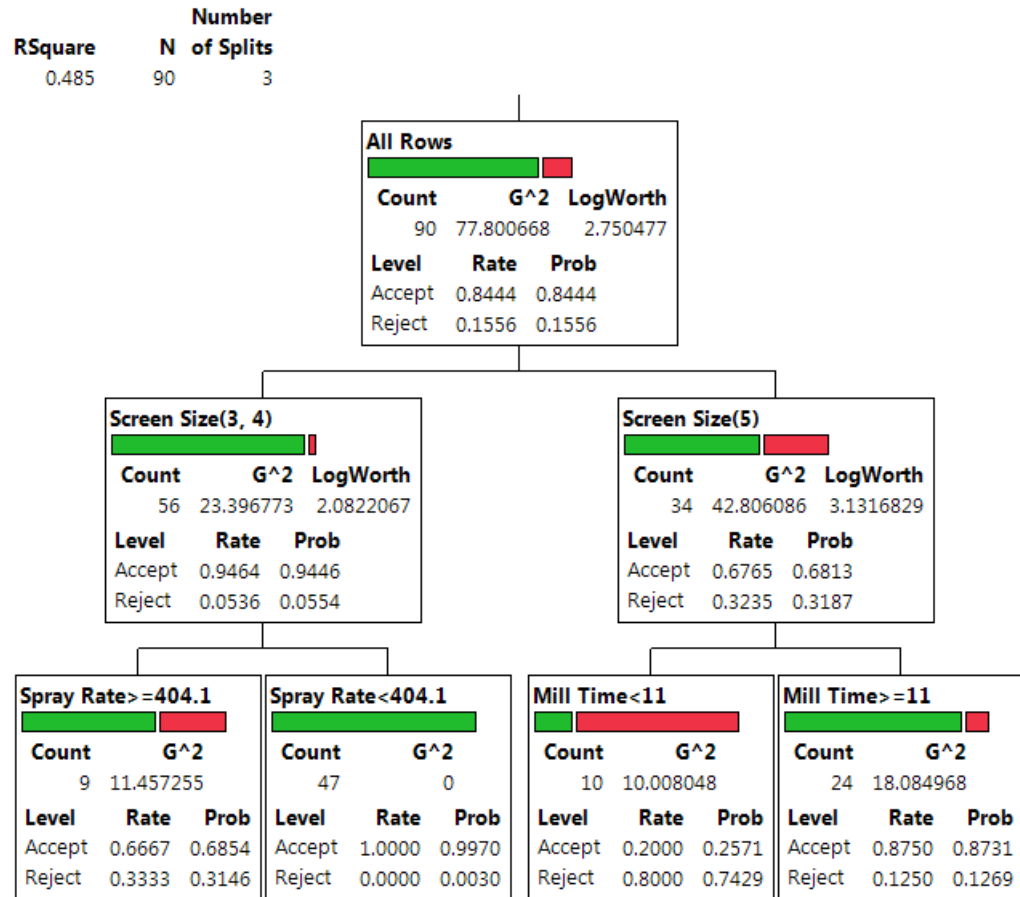 Number
RSquare N of Splits
0.485 90 3
All Rows
Count G^2 LogWorth
90 77.800668 2.750477
Level Rate Prob
Accept 0.8444 0.8444
Reject 0.1556 0.1556
Screen Size(3, 4)
Count G^2 LogWorth
56 23.396773 2.0822067
Level Rate Prob
Accept 0.9464 0.9446
Reject 0.0536 0.0554
Screen Size(5)
Count G^2 LogWorth
34 42.806086 3.1316829
Level Rate Prob
Accept 0.6765 0.6813
Reject 0.3235 0.3187
Spray Rate>=404.1
Count G^2
9 11.457255
Level Rate Prob
Accept 0.6667 0.6854
Reject 0.3333 0.3146
Spray Rate<404.1
Count G^2
47 0
Level Rate Prob
Accept 1.0000 0.9970
Reject 0.0000 0.0030
Mill Time<11
Count G^2
10 10.008048
Level Rate Prob
Accept 0.2000 0.2571
Reject 0.8000 0.7429
Mill Time>=11
Count G^2
24 18.084968
Level Rate Prob
Accept 0.8750 0.8731
Reject 0.1250 0.1269